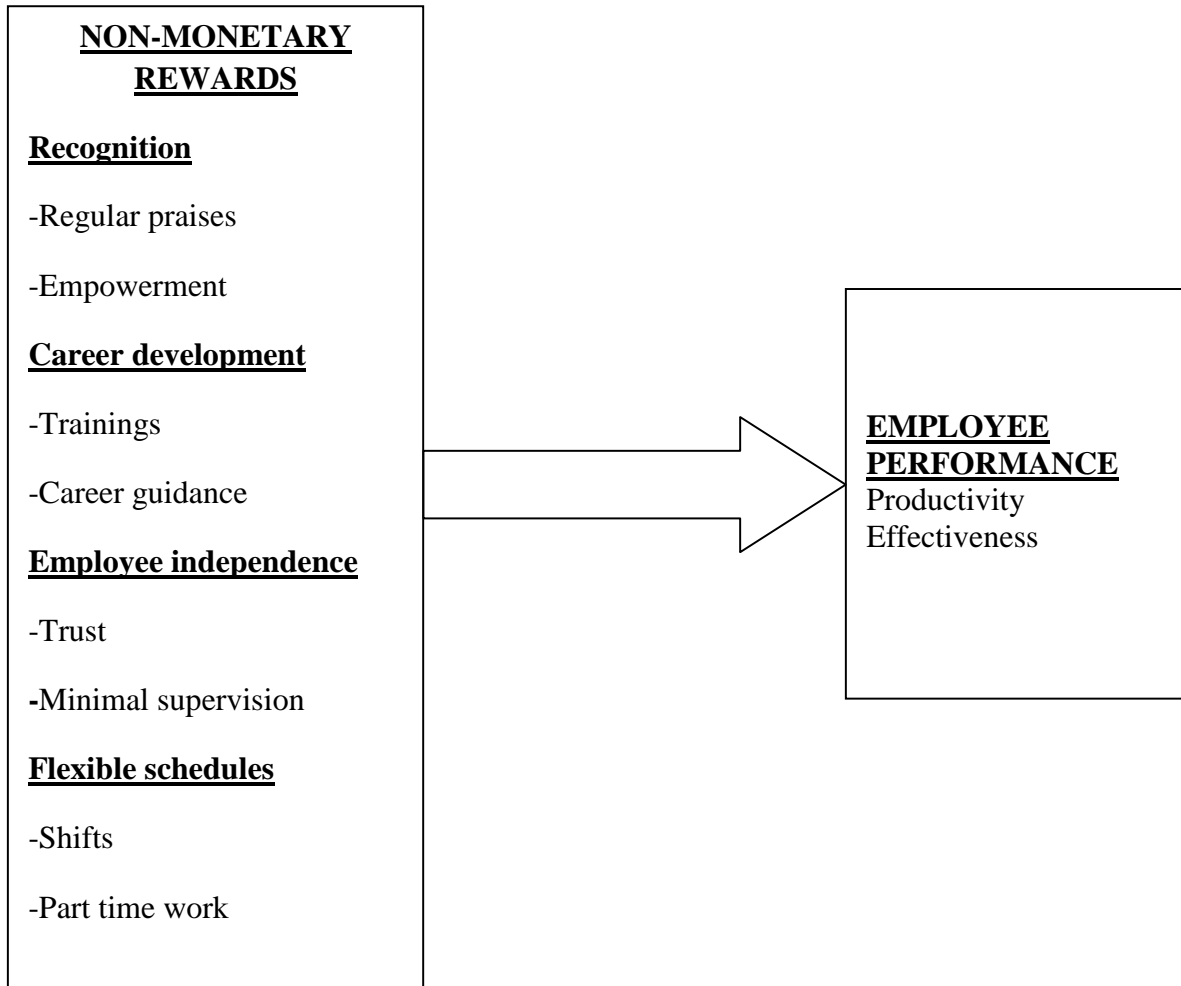 NON-MONETARY
REWARDS
Recognition
-Regular praises
-Empowerment
Career development
-Trainings
-Career guidance
Employee independence
-Trust
-Minimal supervision
Flexible schedules
-Shifts
-Part time work
EMPLOYEE
PERFORMANCE
Productivity
Effectiveness